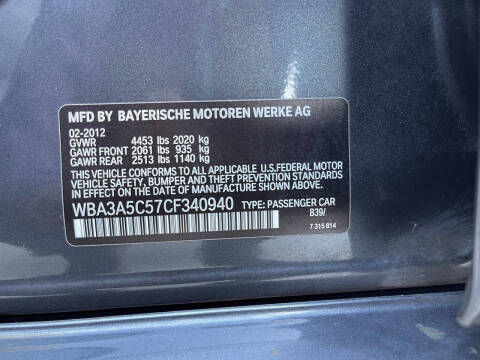 MFD BY BAYERISCHE MOTOREN WERKE AG
02-2012
GVWR 4453 lbs 2020 kg
GAWR FRONT 2061 lbs 935 kg
GAWR REAR 2513 lbs 1140 kg
THIS VEHICLE CONFORMS TO ALL APPLICABLE U.S.FEDERAL MOTOR
VEHICLE SAFETY, BUMPER, AND THEFT PREVENTION STANDARDS
IN EFFECT ON THE DATE OF MANUFACTURE SHOWN ABOVE.
WBA3A5C57CF340940 TYPE: PASSENGER CAR
B39/
7 315 814